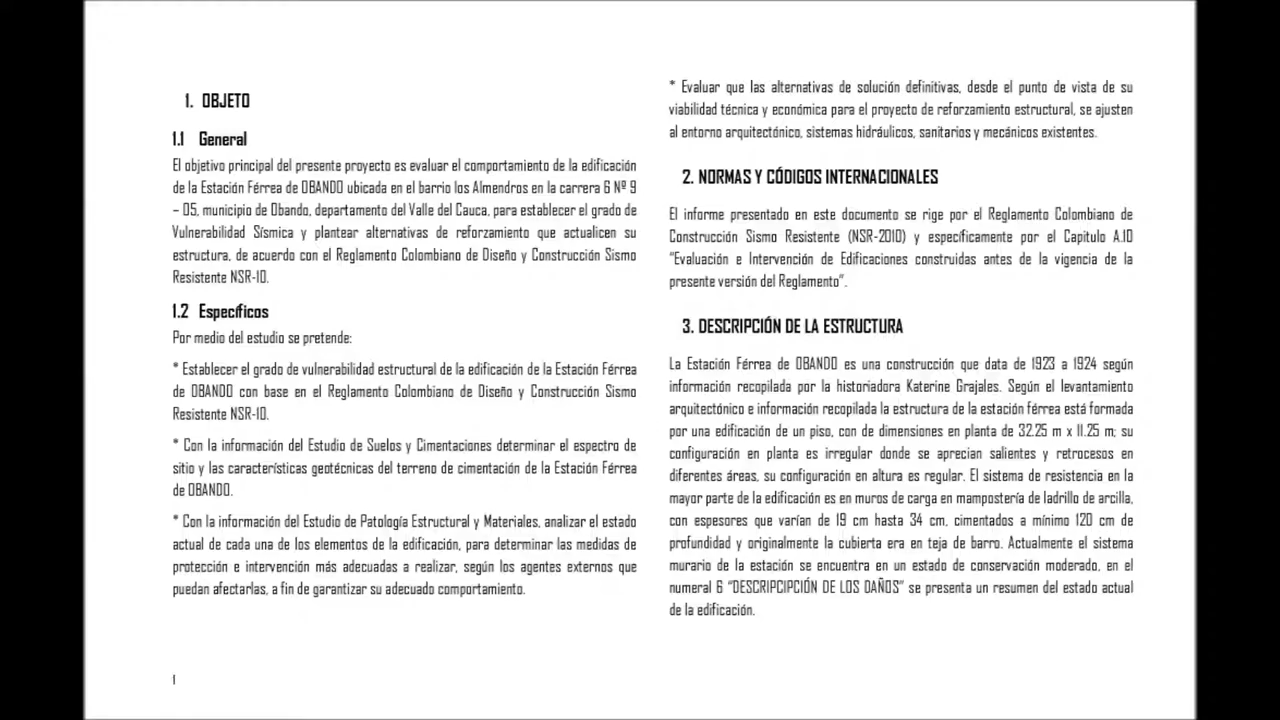 1. OBJETO
1.1 General
El objetivo principal del presente proyecto es evaluar el comportamiento de la edificación
de la Estación Férrea de OBANDO ubicada en el barrio los Almendros en la carrera 6 Nº 9
– 05, municipio de Obando, departamento del Valle del Cauca, para establecer el grado de
Vulnerabilidad Sísmica y plantear alternativas de reforzamiento que actualicen su
estructura, de acuerdo con el Reglamento Colombiano de Diseño y Construcción Sismo
Resistente NSR-10.
1.2 Específicos
Por medio del estudio se pretende:
* Establecer el grado de vulnerabilidad estructural de la edificación de la Estación Férrea
de OBANDO con base en el Reglamento Colombiano de Diseño y Construcción Sismo
Resistente NSR-10.
* Con la información del Estudio de Suelos y Cimentaciones determinar el espectro de
sitio y las características geotécnicas del terreno de cimentación de la Estación Férrea
de OBANDO.
* Con la información del Estudio de Patología Estructural y Materiales, analizar el estado
actual de cada una de los elementos de la edificación, para determinar las medidas de
protección e intervención más adecuadas a realizar, según los agentes externos que
puedan afectarlas, a fin de garantizar su adecuado comportamiento.
1
* Evaluar que las alternativas de solución definitivas, desde el punto de vista de su
viabilidad técnica y económica para el proyecto de reforzamiento estructural, se ajusten
al entorno arquitectónico, sistemas hidráulicos, sanitarios y mecánicos existentes.
2. NORMAS Y CÓDIGOS INTERNACIONALES
El informe presentado en este documento se rige por el Reglamento Colombiano de
Construcción Sismo Resistente (NSR-2010) y específicamente por el Capítulo A.10
“Evaluación e Intervención de Edificaciones construidas antes de la vigencia de la
presente versión del Reglamento”.
3. DESCRIPCIÓN DE LA ESTRUCTURA
La Estación Férrea de OBANDO es una construcción que data de 1923 a 1924 según
información recopilada por la historiadora Katerine Grajales. Según el levantamiento
arquitectónico e información recopilada la estructura de la estación férrea está formada
por una edificación de un piso, con de dimensiones en planta de 32.25 m x 11.25 m; su
configuración en planta es irregular donde se aprecian salientes y retrocesos en
diferentes áreas, su configuración en altura es regular. El sistema de resistencia en la
mayor parte de la edificación es en muros de carga en mampostería de ladrillo de arcilla,
con espesores que varían de 19 cm hasta 34 cm, cimentados a mínimo 120 cm de
profundidad y originalmente la cubierta era en teja de barro. Actualmente el sistema
murario de la estación se encuentra en un estado de conservación moderado, en el
numeral 6 “DESCRIPCIPCIÓN DE LOS DAÑOS” se presenta un resumen del estado actual
de la edificación.